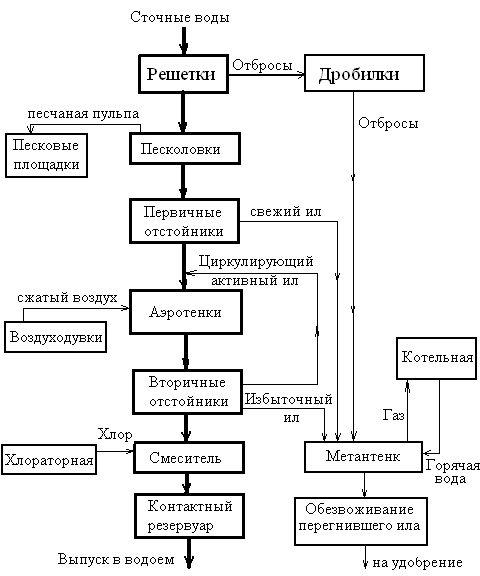 Сточные воды
Решетки
Отбросы
Дробилки
песчаная пульпа
Песковые
площадки
Песколовки
Отбросы
Первичные
отстойники
свежий ил
Циркулирующий
активный ил
сжатый воздух
Воздуходувки
Аэротенки
Котельная
Вторичные
отстойники
Избыточный
ил
Газ
Хлор
Хлораторная
Смеситель
Метантенк
Горячая
вода
Контактный
резервуар
Обезвоживание
перегнившего ила
Выпуск в водоем
на удобрение